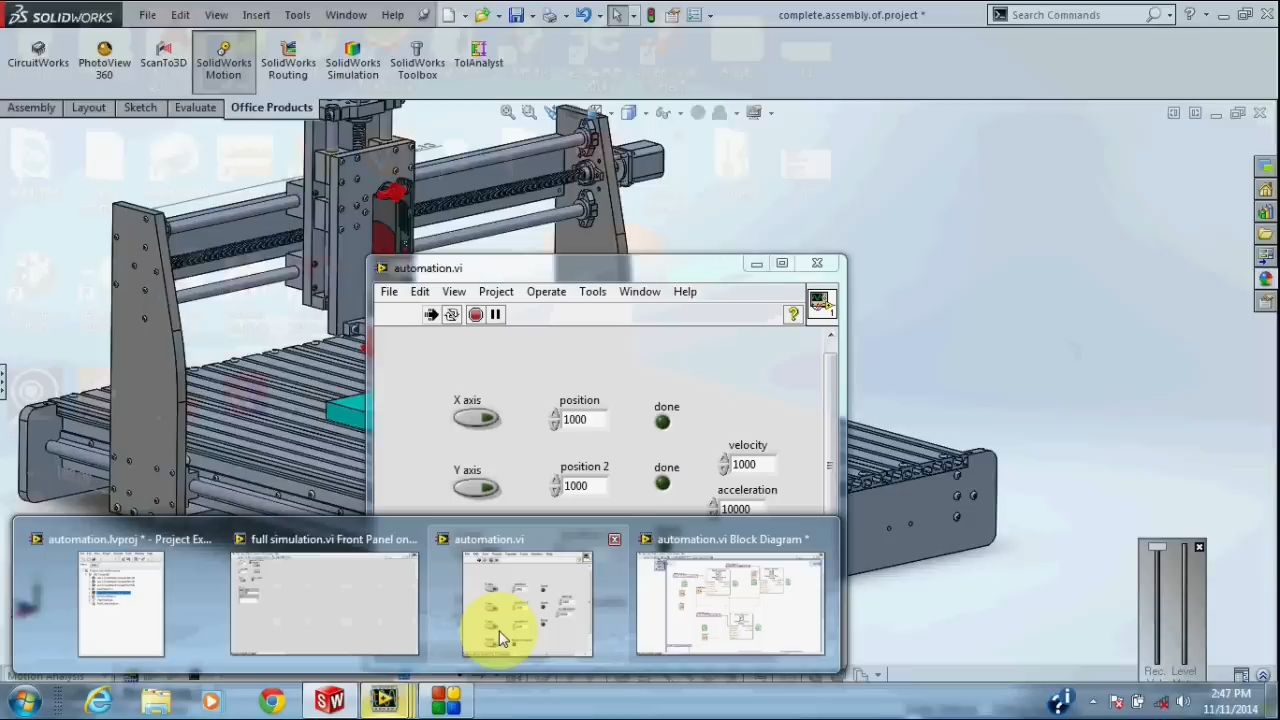 SOLIDWORKS File Edit View Insert Tools Window Help complete.assembly.of.project * Search Commands
CircuitWorks PhotoView 360 ScanTo3D SolidWorks Motion SolidWorks Routing SolidWorks Simulation SolidWorks Toolbox TolAnalyst
Assembly Layout Sketch Evaluate Office Products
automation.vi
File Edit View Project Operate Tools Window Help
X axis position done
1000
velocity
1000
Y axis position 2 done
1000
acceleration
10000
automation.lvproj * - Project Ex... full simulation.vi Front Panel on... automation.vi automation.vi Block Diagram *
Rec. Level
Motion Analysis
2:47 PM
11/11/2014